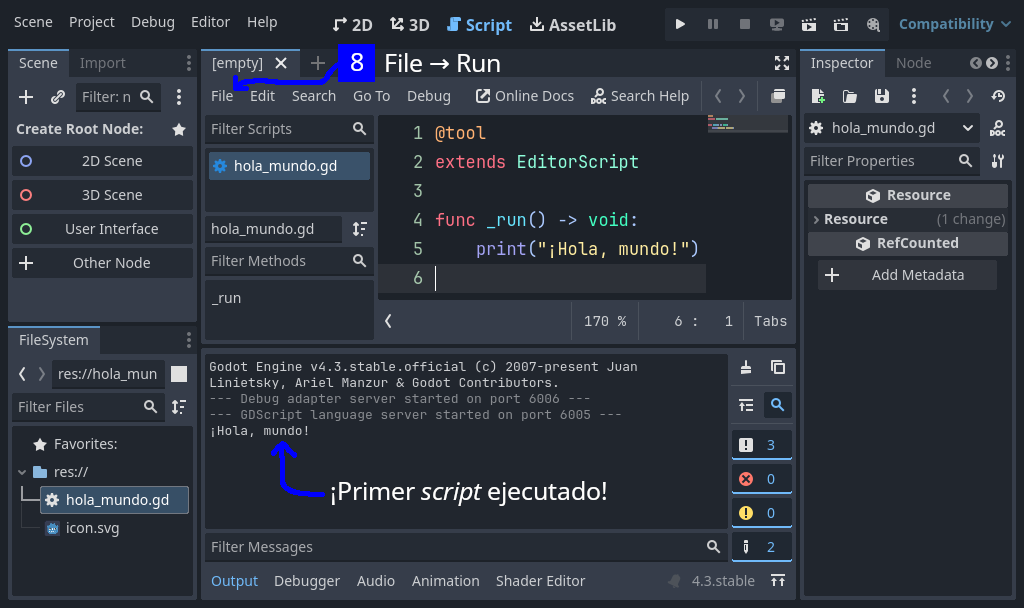 Scene Project Debug Editor Help
2D 3D Script AssetLib
Compatibility
Scene Import
Filter: n
Create Root Node:
2D Scene
3D Scene
User Interface
Other Node
FileSystem
res://hola_mun
Filter Files
Favorites:
res://
hola_mundo.gd
icon.svg
[empty]
8 File → Run
File Edit Search Go To Debug Online Docs Search Help
Filter Scripts
hola_mundo.gd
hola_mundo.gd
Filter Methods
_run
1 @tool
2 extends EditorScript
3
4 func _run() -> void:
5 print("¡Hola, mundo!")
6
170 % 6 : 1 Tabs
Godot Engine v4.3.stable.official (c) 2007-present Juan
Linietsky, Ariel Manzur & Godot Contributors.
--- Debug adapter server started on port 6006 ---
--- GDScript language server started on port 6005 ---
¡Hola, mundo!
¡Primer script ejecutado!
3
0
0
2
Filter Messages
Output Debugger Audio Animation Shader Editor 4.3.stable
Inspector Node
hola_mundo.gd
DOC
Filter Properties
Resource
Resource (1 change)
RefCounted
Add Metadata